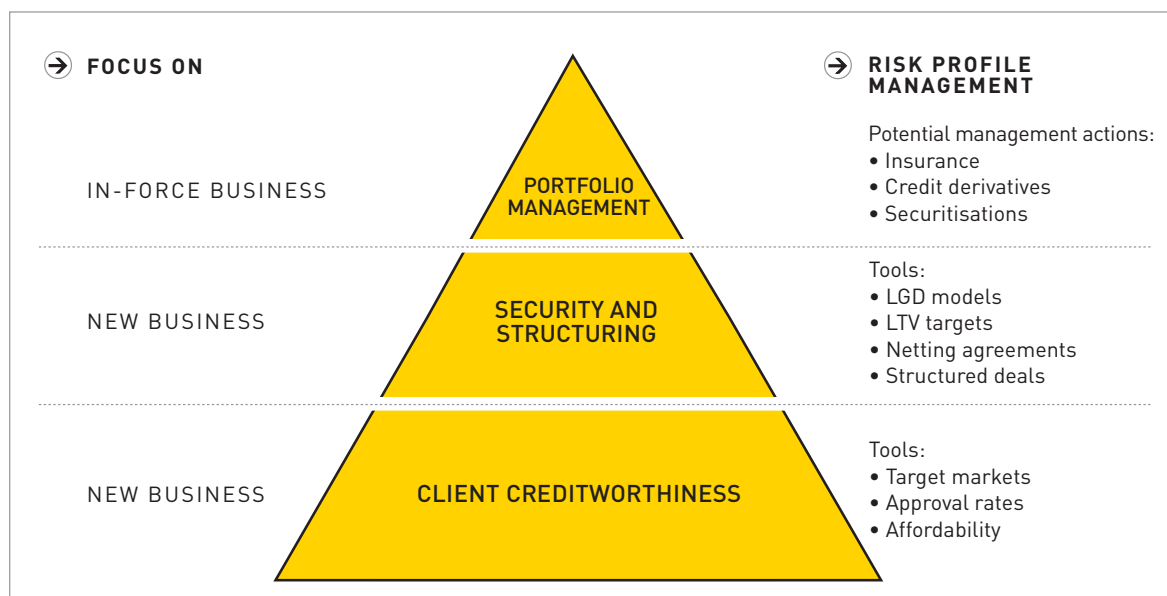 FOCUS ON
RISK PROFILE
MANAGEMENT
IN-FORCE BUSINESS
PORTFOLIO
MANAGEMENT
Potential management actions:
• Insurance
• Credit derivatives
• Securitisations
NEW BUSINESS
SECURITY AND
STRUCTURING
Tools:
• LGD models
• LTV targets
• Netting agreements
• Structured deals
NEW BUSINESS
CLIENT CREDITWORTHINESS
Tools:
• Target markets
• Approval rates
• Affordability